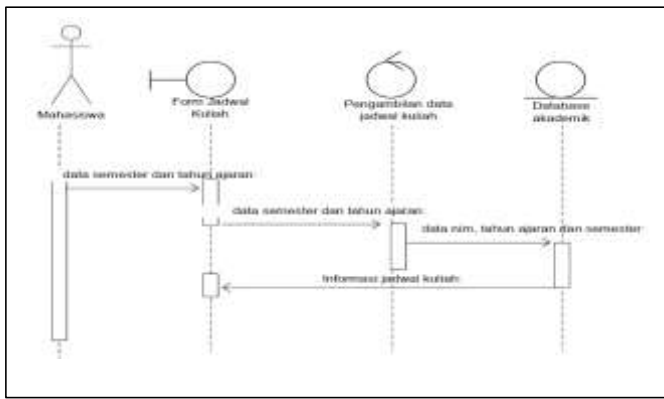 Mahasiswa
Form Jadwal
Kuliah
Pengambilan data
jadwal kuliah
Database
akademik
data semester dan tahun ajaran
data semester dan tahun ajaran
data nim, tahun ajaran dan semester
Informasi jadwal kuliah